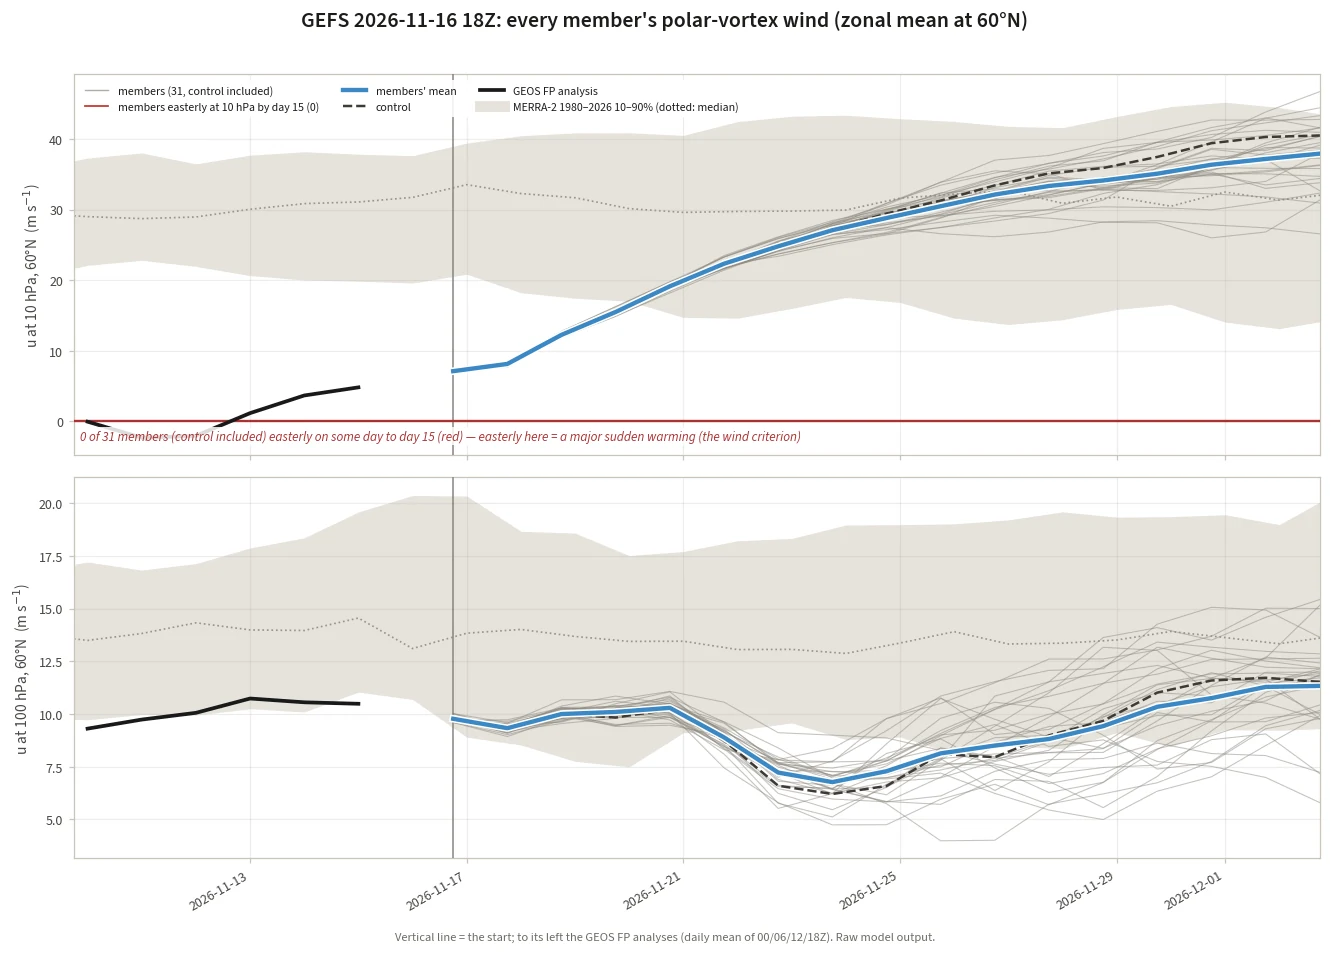 GEFS 2026-11-16 18Z: every member's polar-vortex wind (zonal mean at 60°N)
members (31, control included)
members easterly at 10 hPa by day 15 (0)
members' mean
control
GEOS FP analysis
MERRA-2 1980–2026 10–90% (dotted: median)
u at 10 hPa, 60°N (m s⁻¹)
40
30
20
10
0
0 of 31 members (control included) easterly on some day to day 15 (red) — easterly here = a major sudden warming (the wind criterion)
u at 100 hPa, 60°N (m s⁻¹)
20.0
17.5
15.0
12.5
10.0
7.5
5.0
2026-11-13
2026-11-17
2026-11-21
2026-11-25
2026-11-29
2026-12-01
Vertical line = the start; to its left the GEOS FP analyses (daily mean of 00/06/12/18Z). Raw model output.